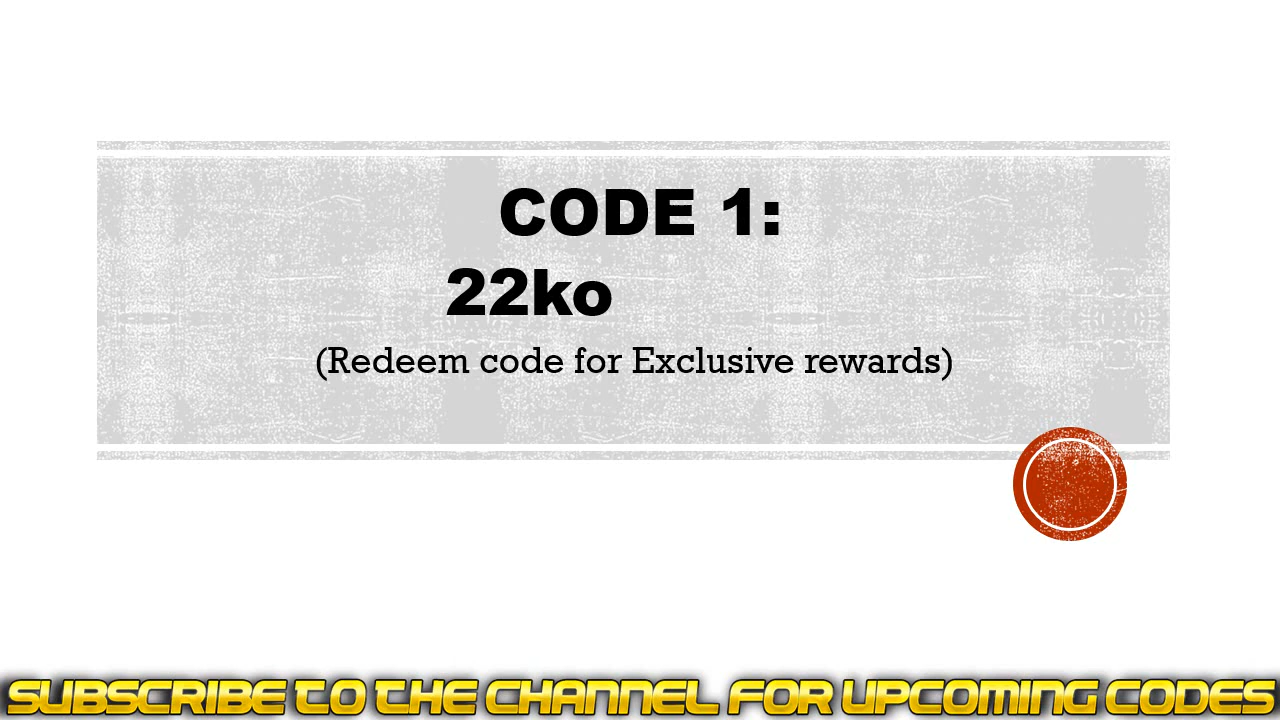 CODE 1:
22ko
(Redeem code for Exclusive rewards)
SUBSCRIBE TO THE CHANNEL FOR UPCOMING CODES